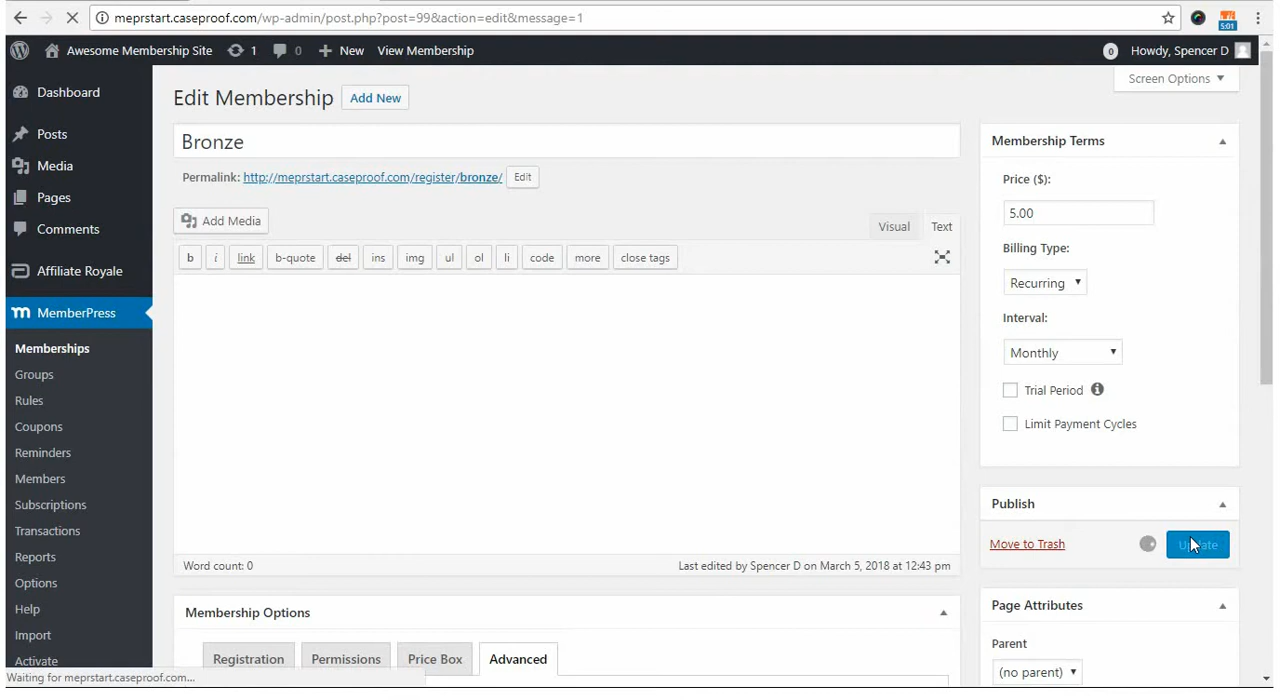 meprstart.caseproof.com/wp-admin/post.php?post=99&action=edit&message=1
5:01
Awesome Membership Site 1 0 New View Membership 0 Howdy, Spencer D
Screen Options
Dashboard
Posts
Media
Pages
Comments
Affiliate Royale
MemberPress
Memberships
Groups
Rules
Coupons
Reminders
Members
Subscriptions
Transactions
Reports
Options
Help
Import
Activate
Edit Membership Add New
Bronze
Permalink: http://meprstart.caseproof.com/register/bronze/ Edit
Add Media
Visual Text
b i link b-quote del ins img ul ol li code more close tags
Word count: 0 Last edited by Spencer D on March 5, 2018 at 12:43 pm
Membership Options
Registration Permissions Price Box Advanced
Membership Terms
Price ($):
5.00
Billing Type:
Recurring
Interval:
Monthly
Trial Period
Limit Payment Cycles
Publish
Move to Trash Update
Page Attributes
Parent
(no parent)
Waiting for meprstart.caseproof.com...